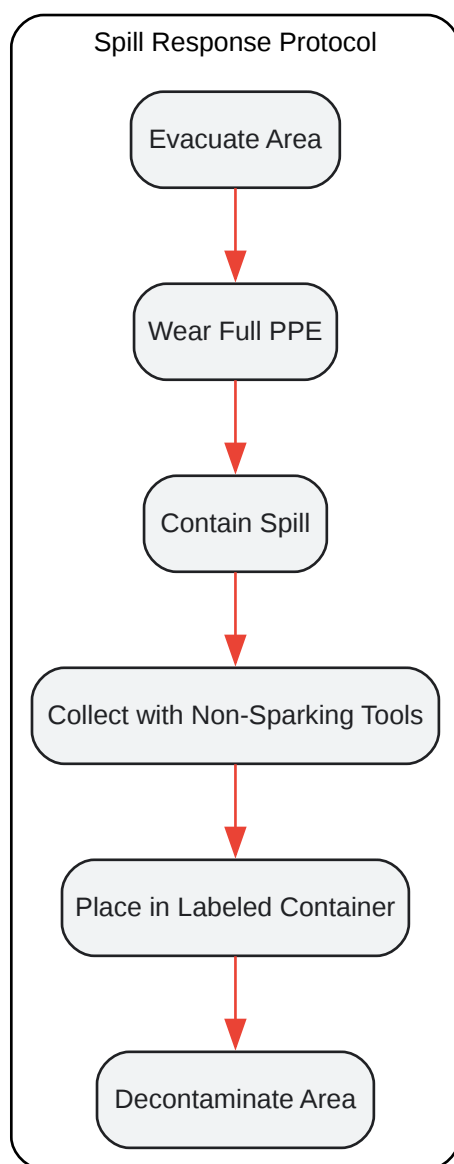 Spill Response Protocol
Evacuate Area
Wear Full PPE
Contain Spill
Collect with Non-Sparking Tools
Place in Labeled Container
Decontaminate Area